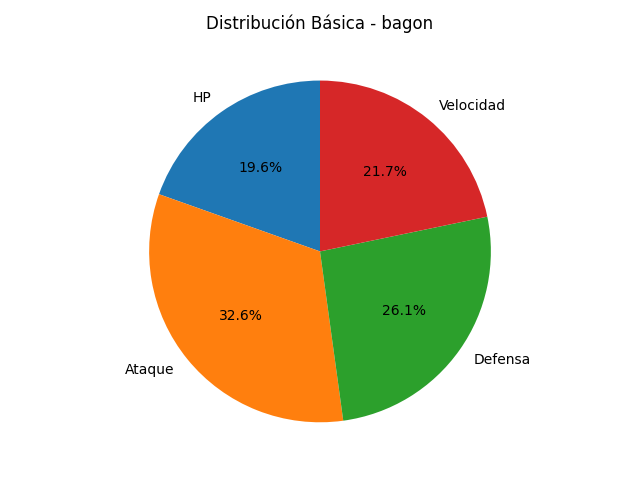 Distribución Básica - bagon
HP
Velocidad
19.6%
21.7%
32.6%
26.1%
Ataque
Defensa